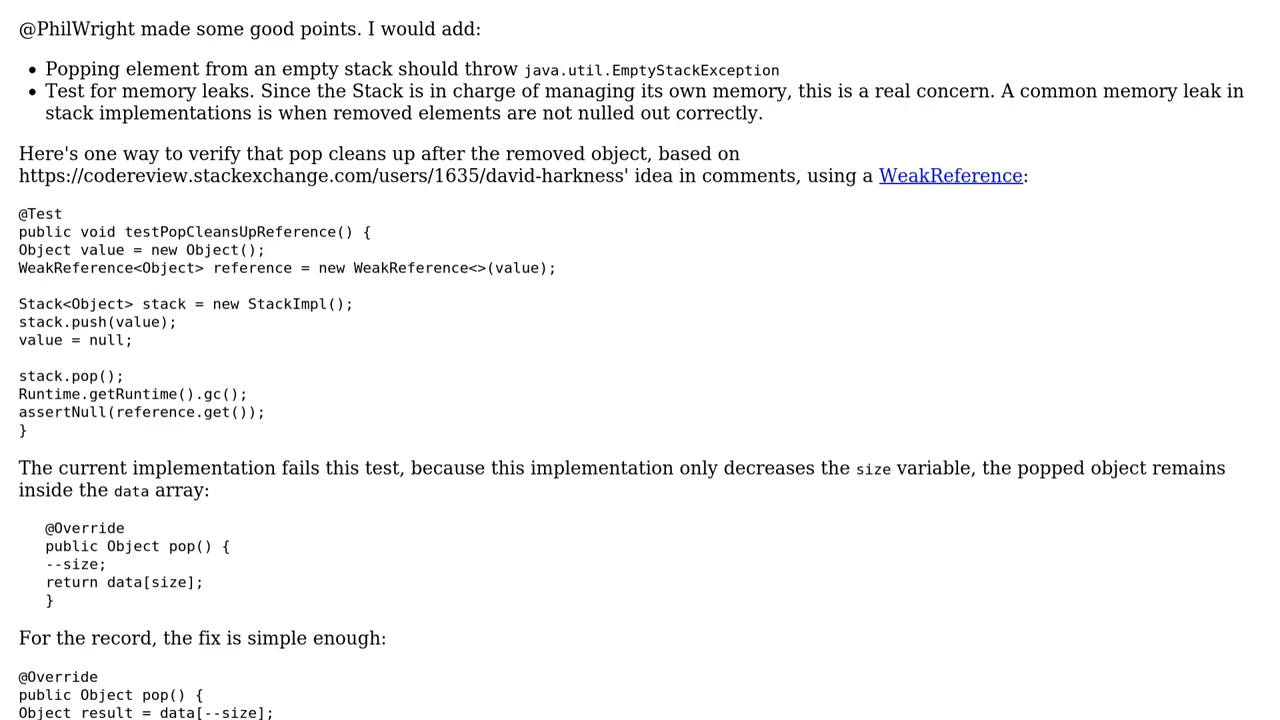 @PhilWright made some good points. I would add:
• Popping element from an empty stack should throw java.util.EmptyStackException
• Test for memory leaks. Since the Stack is in charge of managing its own memory, this is a real concern. A common memory leak in
stack implementations is when removed elements are not nulled out correctly.
Here's one way to verify that pop cleans up after the removed object, based on
https://codereview.stackexchange.com/users/1635/david-harkness' idea in comments, using a WeakReference:
@Test
public void testPopCleansUpReference() {
Object value = new Object();
WeakReference<Object> reference = new WeakReference<>(value);
Stack<Object> stack = new StackImpl();
stack.push(value);
value = null;
stack.pop();
Runtime.getRuntime().gc();
assertNull(reference.get());
}
The current implementation fails this test, because this implementation only decreases the size variable, the popped object remains
inside the data array:
@Override
public Object pop() {
--size;
return data[size];
}
For the record, the fix is simple enough:
@Override
public Object pop() {
Object result = data[--size];